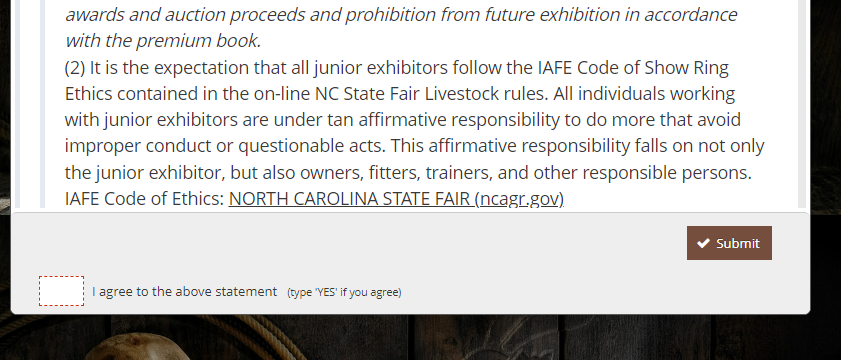 awards and auction proceeds and prohibition from future exhibition in accordance
with the premium book.
(2) It is the expectation that all junior exhibitors follow the IAFE Code of Show Ring
Ethics contained in the on-line NC State Fair Livestock rules. All individuals working
with junior exhibitors are under tan affirmative responsibility to do more that avoid
improper conduct or questionable acts. This affirmative responsibility falls on not only
the junior exhibitor, but also owners, fitters, trainers, and other responsible persons.
IAFE Code of Ethics: NORTH CAROLINA STATE FAIR (ncagr.gov)
Submit
I agree to the above statement (type 'YES' if you agree)